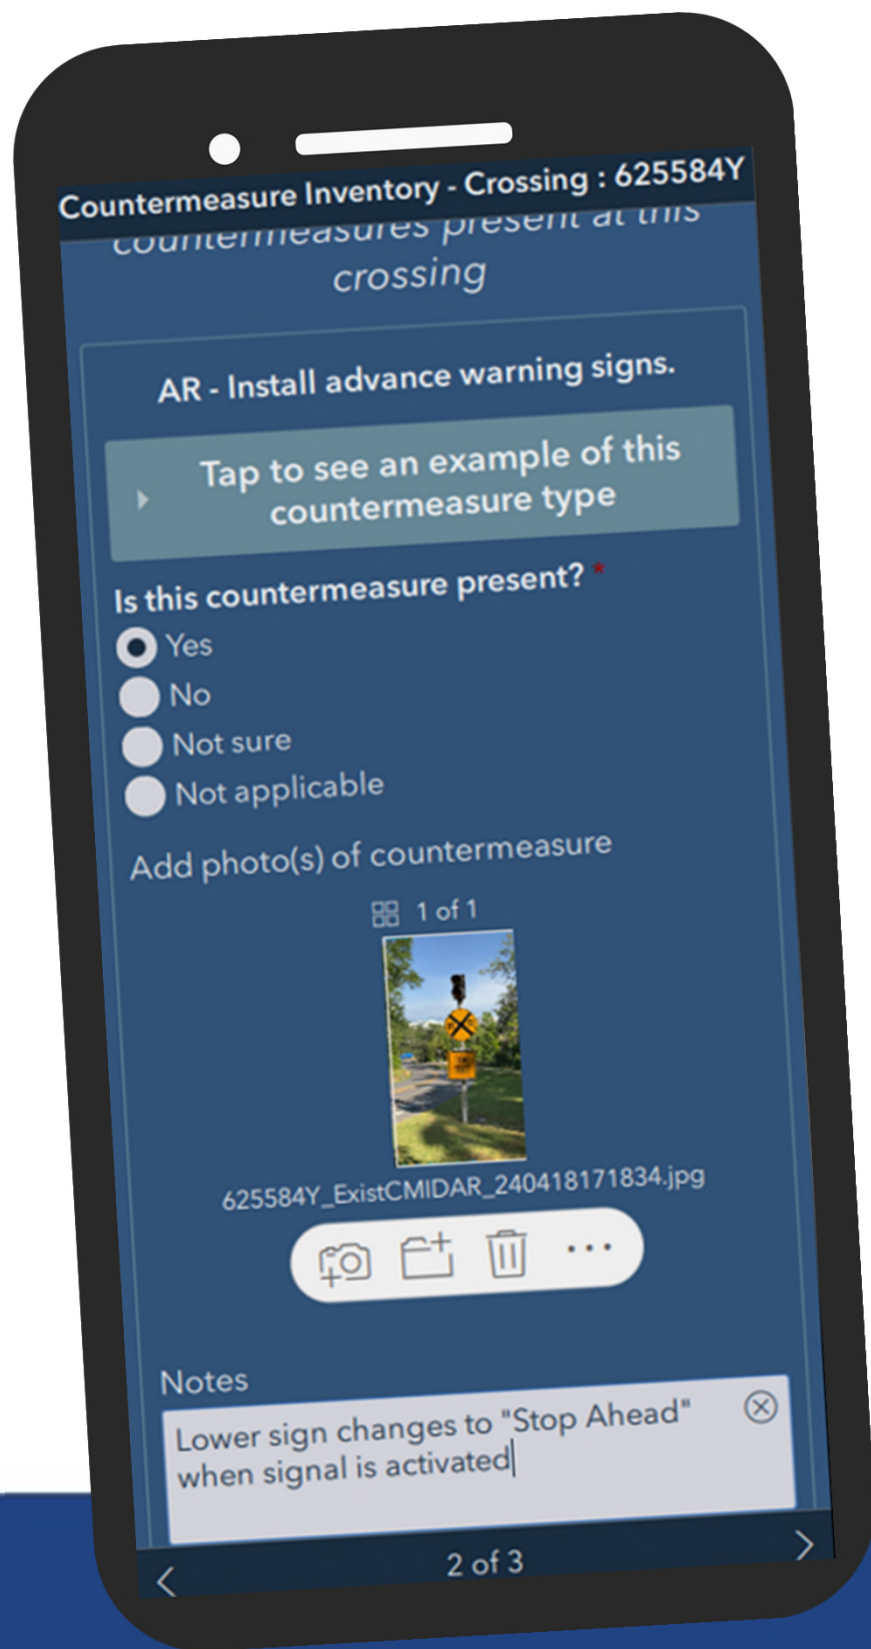 Countermeasure Inventory - Crossing : 625584Y
countermeasures present at this
crossing
AR - Install advance warning signs.
Tap to see an example of this
countermeasure type
Is this countermeasure present? *
Yes
No
Not sure
Not applicable
Add photo(s) of countermeasure
1 of 1
625584Y_ExistCMIDAR_240418171834.jpg
Notes
Lower sign changes to "Stop Ahead"
when signal is activated
2 of 3